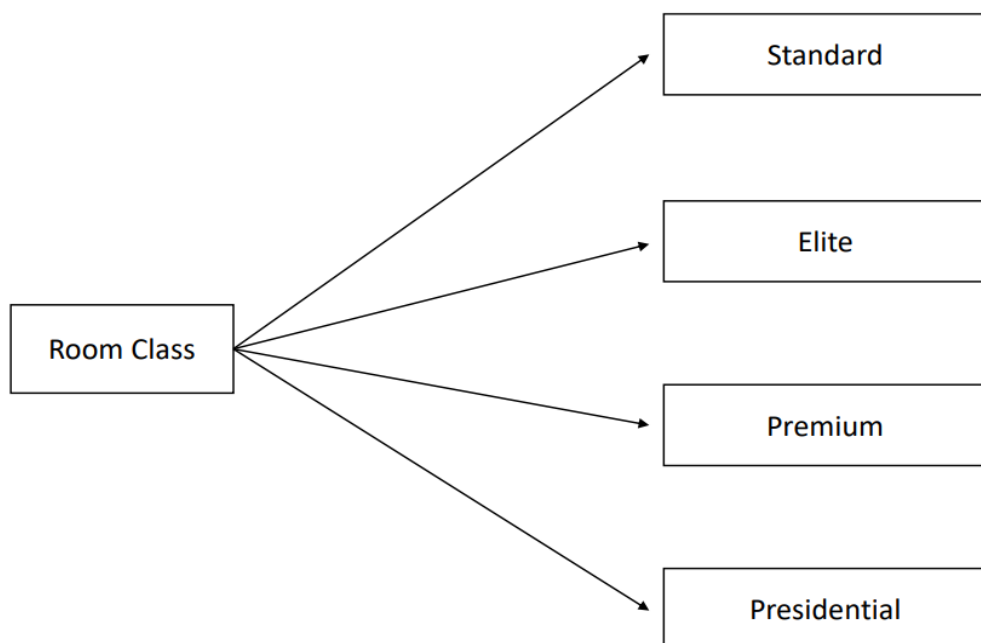 Standard
Elite
Room Class
Premium
Presidential